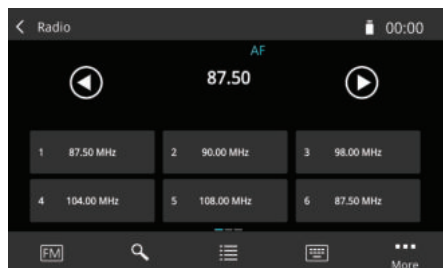 Radio 00:00
AF
87.50
1 87.50 MHz 2 90.00 MHz 3 98.00 MHz
4 104.00 MHz 5 108.00 MHz 6 87.50 MHz
FM More